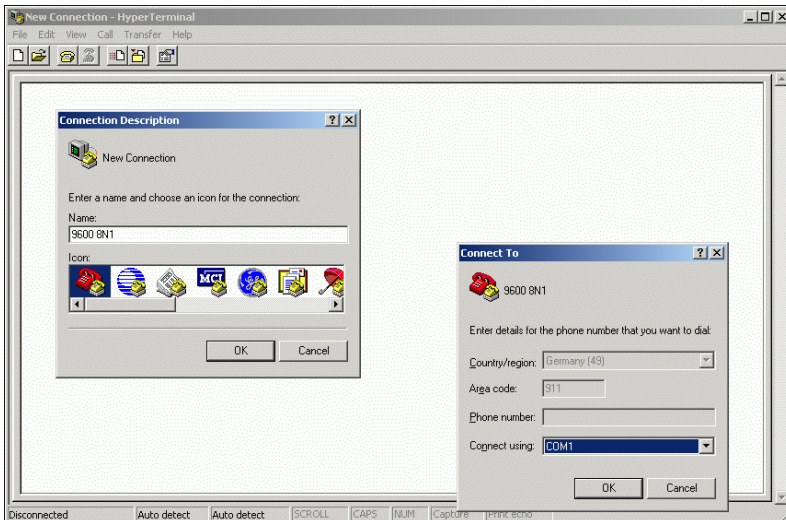 New Connection - HyperTerminal
File Edit View Call Transfer Help
Connection Description
New Connection
Enter a name and choose an icon for the connection:
Name:
9600 8N1
Icon:
MCI
OK Cancel
Connect To
9600 8N1
Enter details for the phone number that you want to dial:
Country/region: Germany (49)
Area code: 911
Phone number:
Connect using: COM1
OK Cancel
Disconnected Auto detect Auto detect SCROLL CAPS NUM Capture Print echo